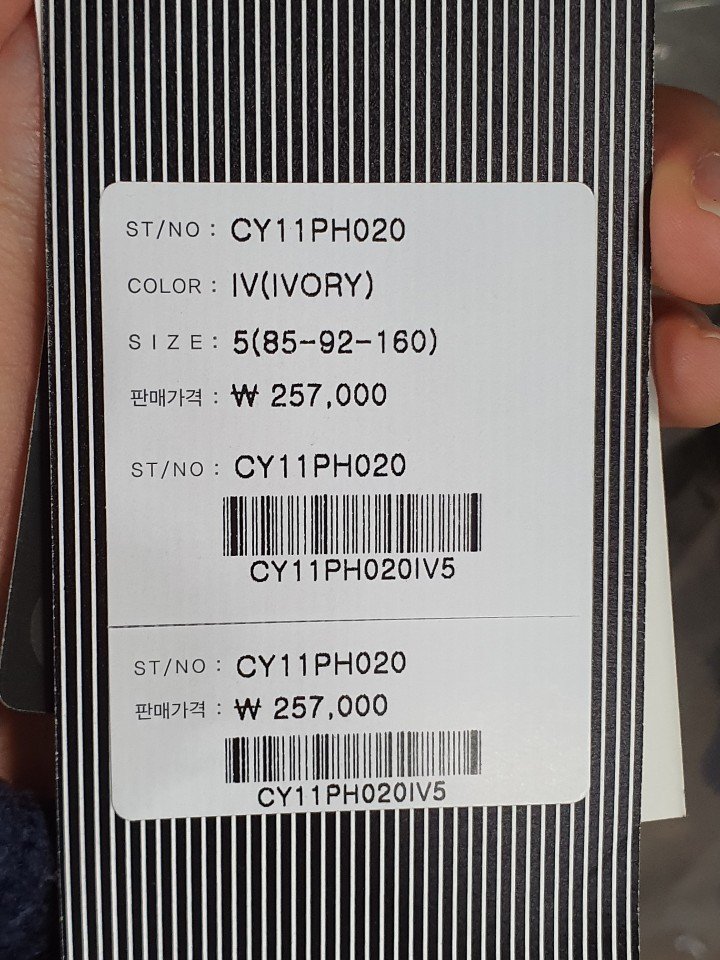 ST/NO : CY11PH020
COLOR : IV(IVORY)
SIZE : 5(85-92-160)
판매가격 : ₩ 257,000
ST/NO : CY11PH020
CY11PH020IV5
ST/NO : CY11PH020
판매가격 : ₩ 257,000
CY11PH020IV5